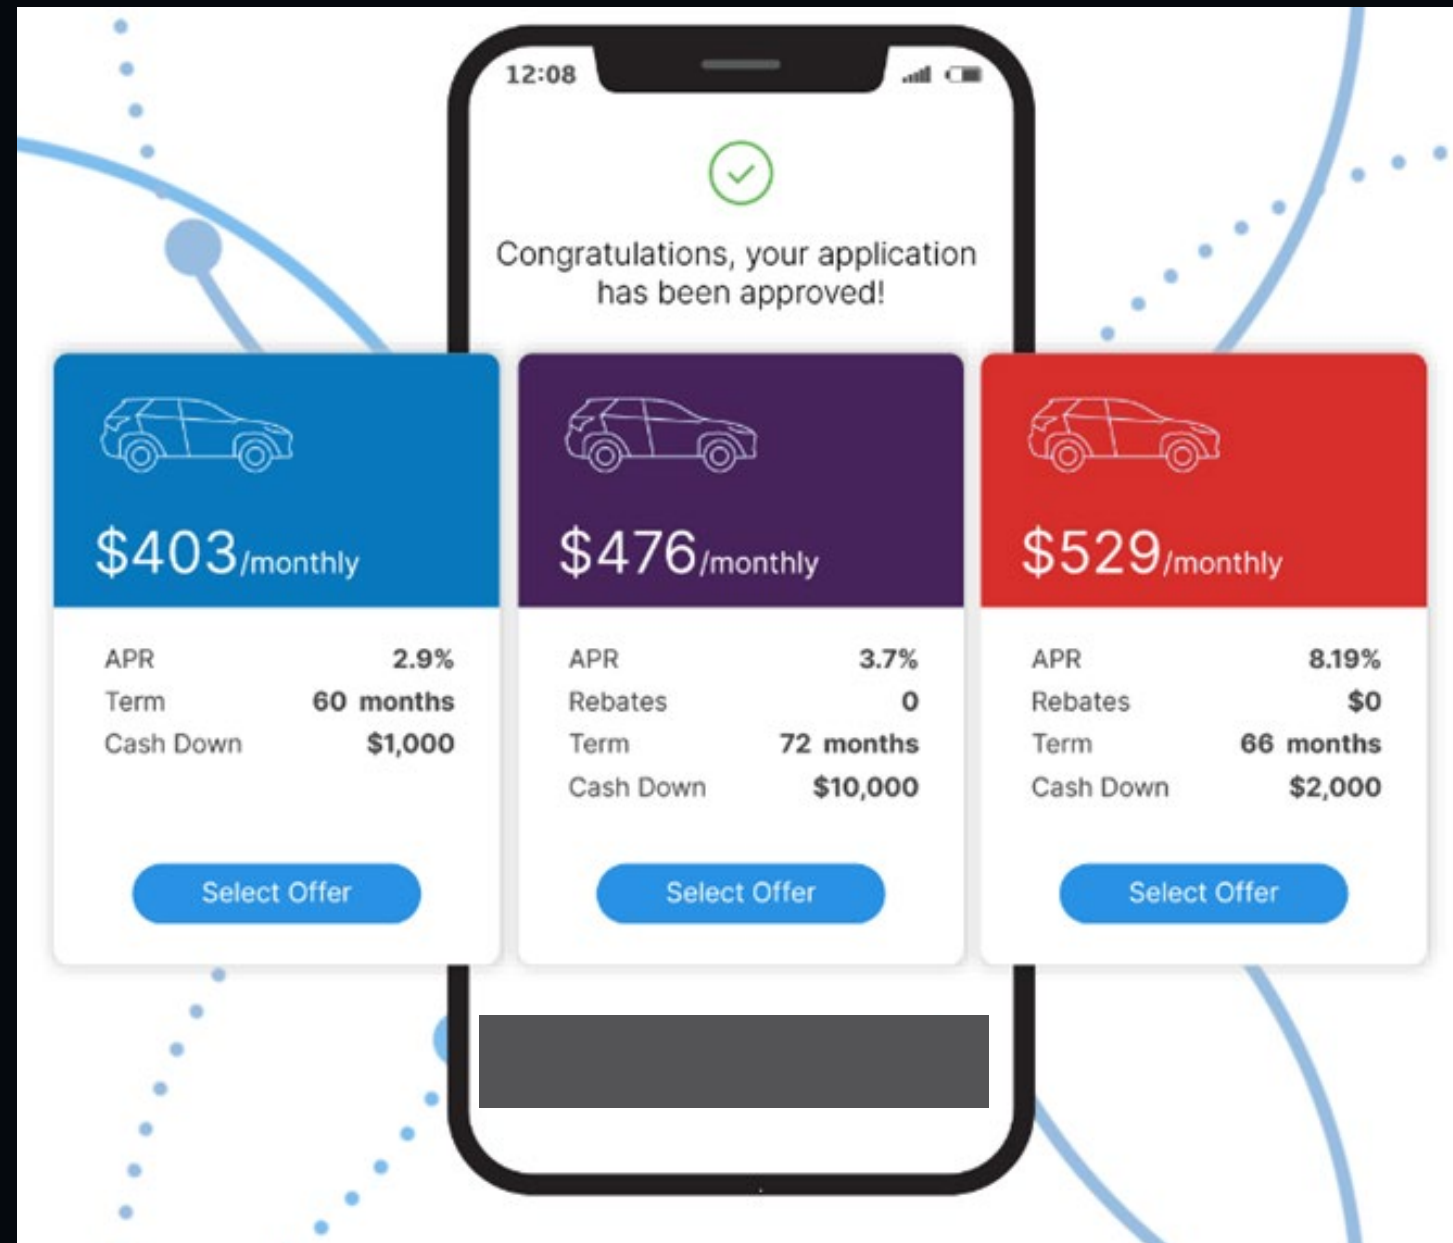 12:08
Congratulations, your application
has been approved!
$403/monthly
APR 2.9%
Term 60 months
Cash Down $1,000
Select Offer
$476/monthly
APR 3.7%
Rebates 0
Term 72 months
Cash Down $10,000
Select Offer
$529/monthly
APR 8.19%
Rebates $0
Term 66 months
Cash Down $2,000
Select Offer